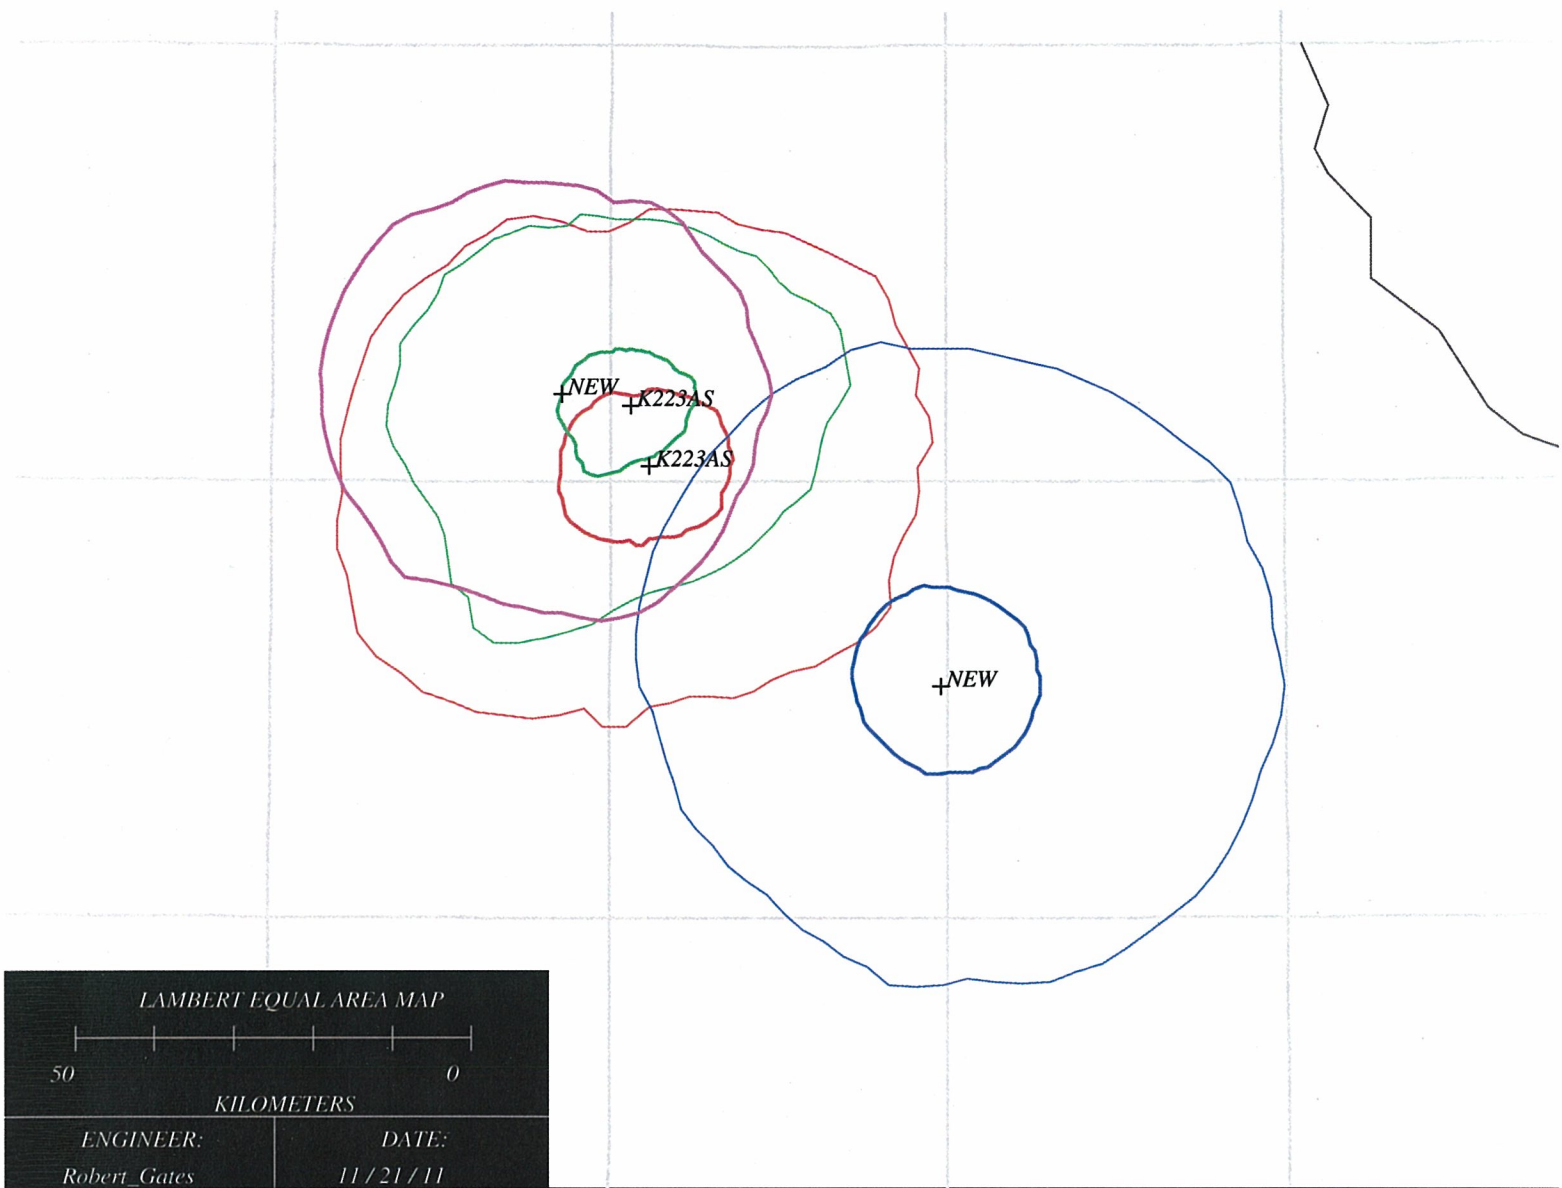 NEW
K223AS
K223AS
NEW
LAMBERT EQUAL AREA MAP
50 0
KILOMETERS
ENGINEER: DATE:
Robert_Gates 11/21/11